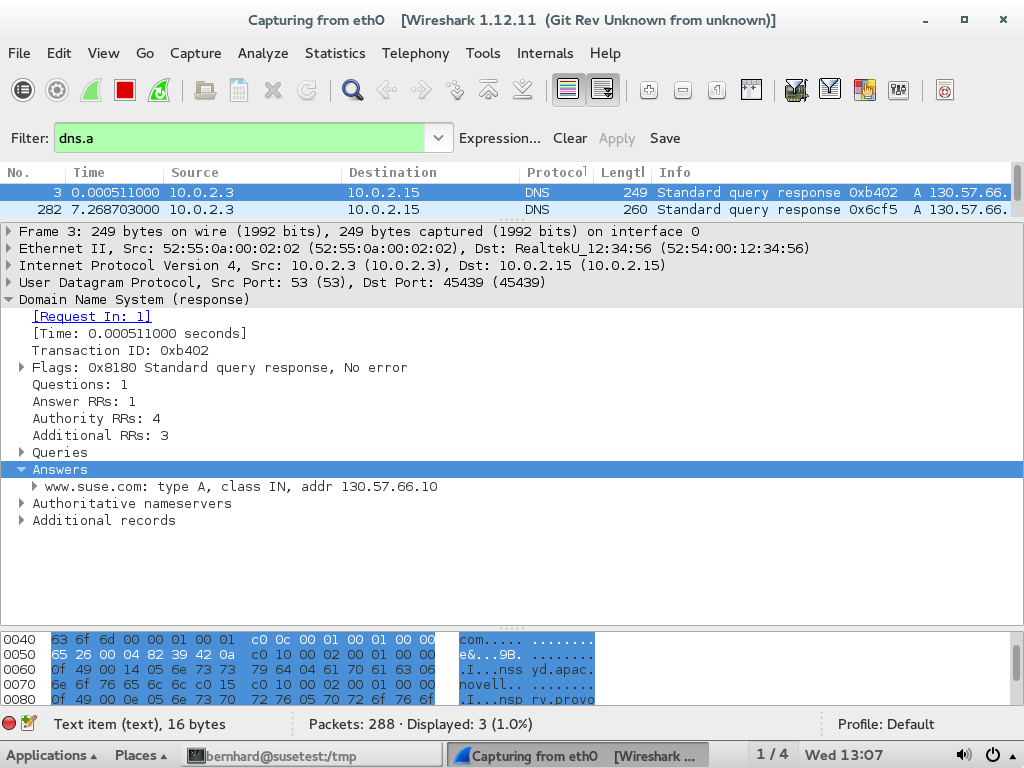 Capturing from eth0    [Wireshark 1.12.11  (Git Rev Unknown from unknown)]
File Edit View Go Capture Analyze Statistics Telephony Tools Internals Help
Filter: dns.a Expression... Clear Apply Save
No. Time Source Destination Protocol Length Info
3 0.000511000 10.0.2.3 10.0.2.15 DNS 249 Standard query response 0xb402  A 130.57.66.
282 7.268703000 10.0.2.3 10.0.2.15 DNS 260 Standard query response 0x6cf5  A 130.57.66.
Frame 3: 249 bytes on wire (1992 bits), 249 bytes captured (1992 bits) on interface 0
Ethernet II, Src: 52:55:0a:00:02:02 (52:55:0a:00:02:02), Dst: RealtekU_12:34:56 (52:54:00:12:34:56)
Internet Protocol Version 4, Src: 10.0.2.3 (10.0.2.3), Dst: 10.0.2.15 (10.0.2.15)
User Datagram Protocol, Src Port: 53 (53), Dst Port: 45439 (45439)
Domain Name System (response)
[Request In: 1]
[Time: 0.000511000 seconds]
Transaction ID: 0xb402
Flags: 0x8180 Standard query response, No error
Questions: 1
Answer RRs: 1
Authority RRs: 4
Additional RRs: 3
Queries
Answers
www.suse.com: type A, class IN, addr 130.57.66.10
Authoritative nameservers
Additional records
0040 63 6f 6d 00 00 01 00 01 c0 0c 00 01 00 01 00 00 com..... ........
0050 65 26 00 04 82 39 42 0a c0 10 00 02 00 01 00 00 e&...9B. ........
0060 0f 49 00 14 05 6e 73 73 79 64 04 61 70 61 63 06 .I...nss yd.apac.
0070 6e 6f 76 65 6c 6c c0 15 c0 10 00 02 00 01 00 00 novell.. ........
0080 0f 49 00 0e 05 6e 73 70 72 76 05 70 72 6f 76 6f .I...nsp rv.provo
Text item (text), 16 bytes Packets: 288 · Displayed: 3 (1.0%) Profile: Default
Applications Places bernhard@susetest:/tmp Capturing from eth0    [Wireshark ... 1 / 4 Wed 13:07